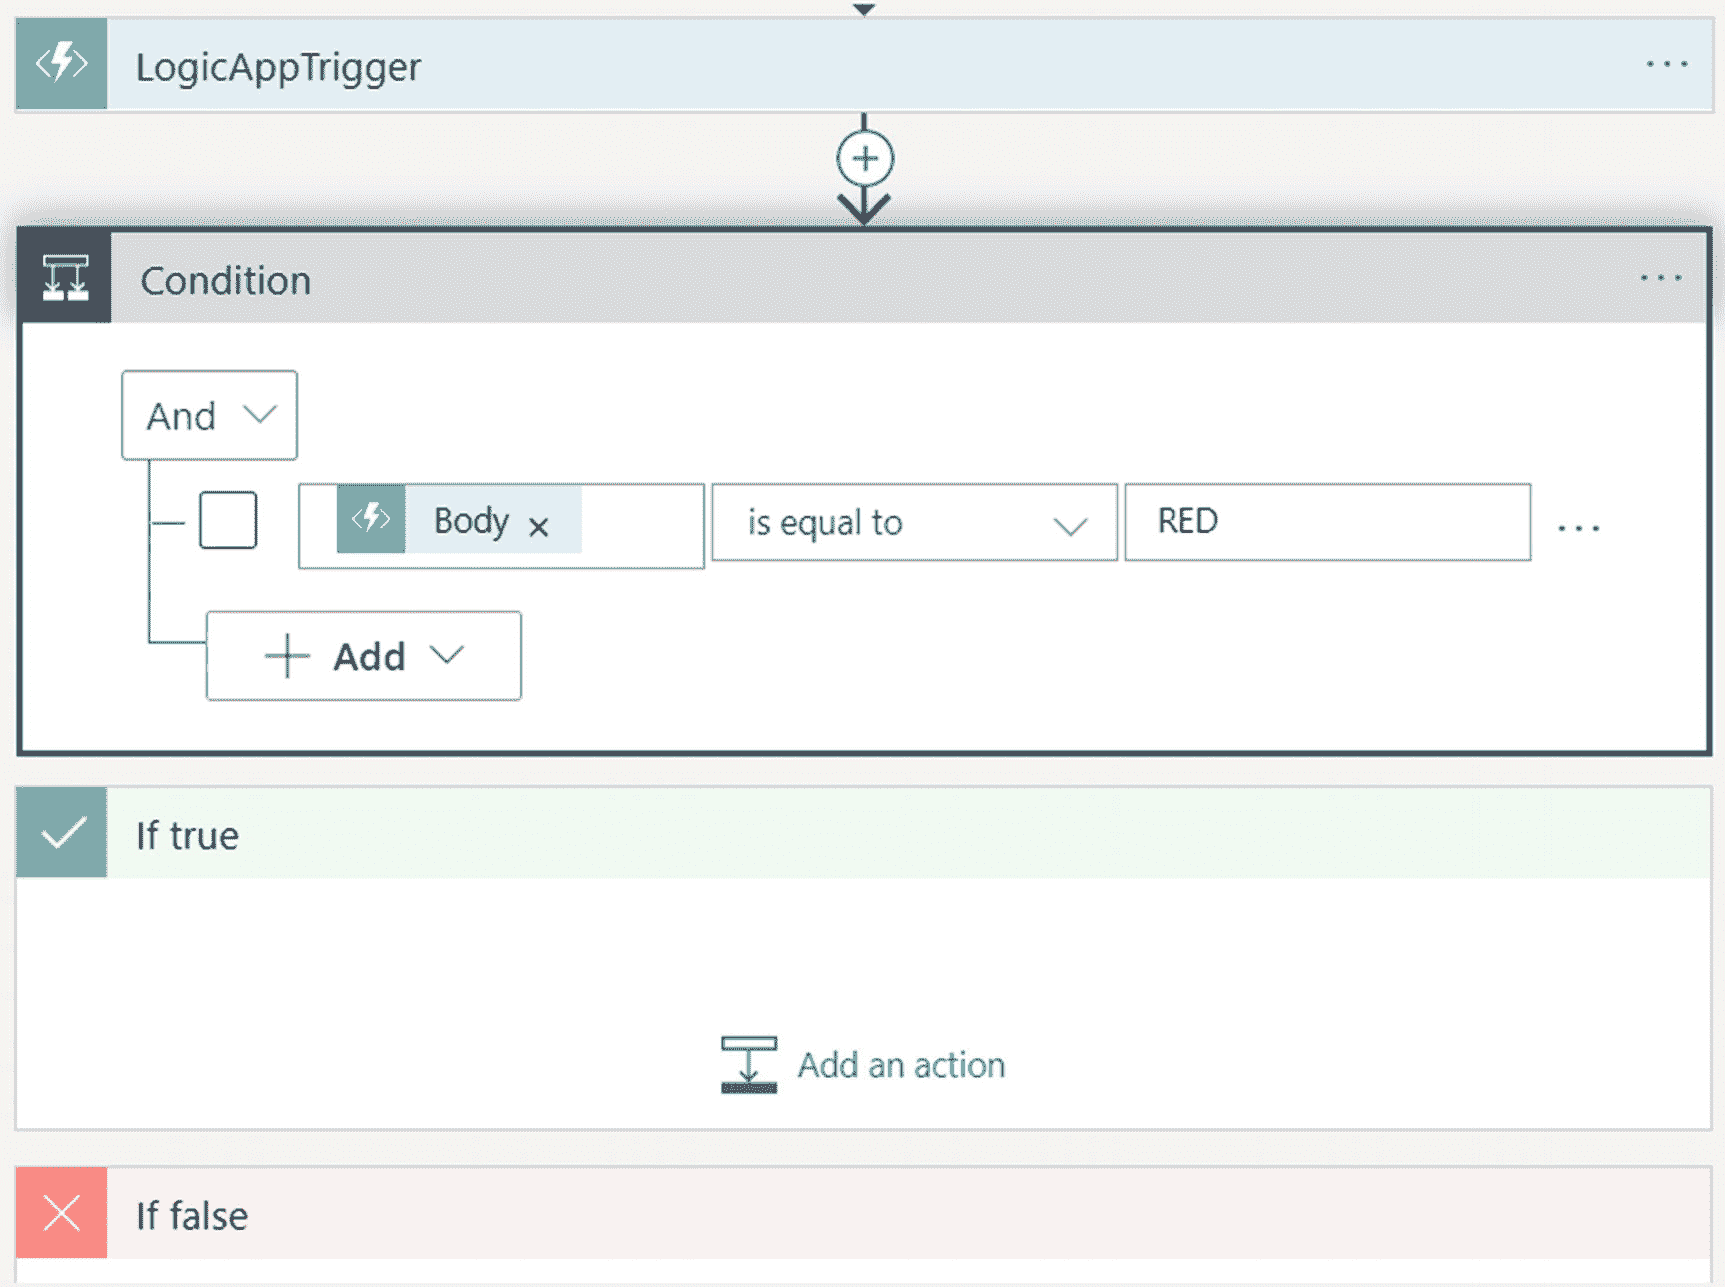 LogicAppTrigger
Condition
And
Body × is equal to RED
+ Add
If true
Add an action
If false